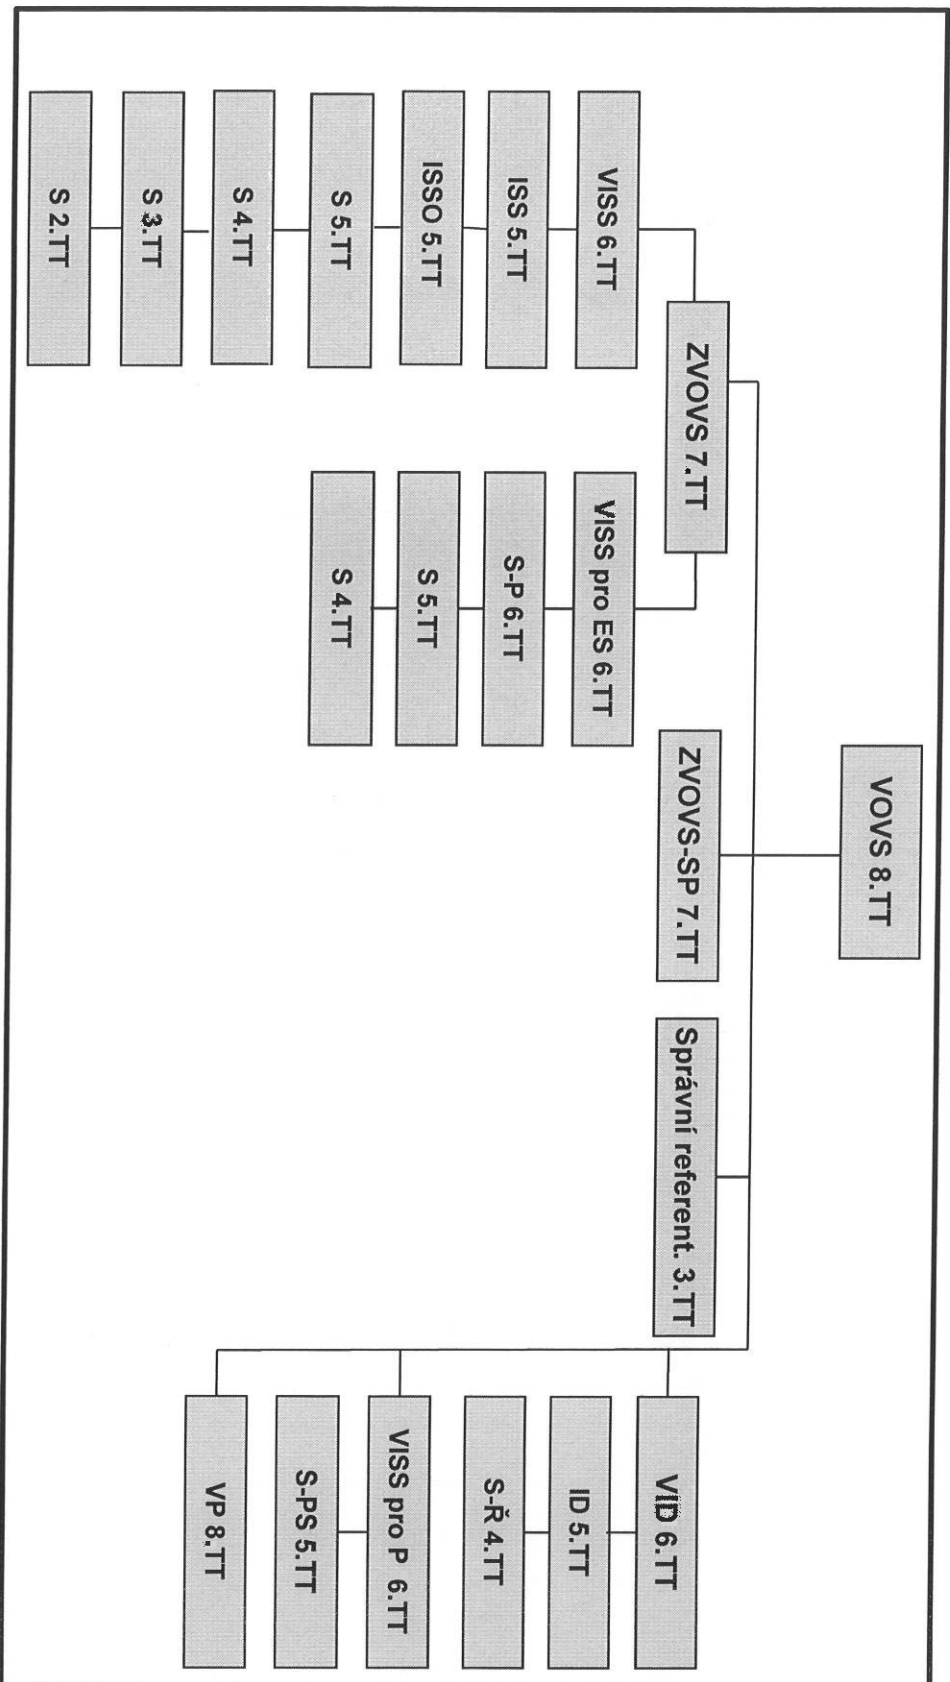 VOVS 8.TT
ZVOVS 7.TT
ZVOVS-SP 7.TT
Správní referent. 3.TT
VISS 6.TT
ISS 5.TT
ISSO 5.TT
S 5.TT
S 4.TT
S 3.TT
S 2.TT
VISS pro ES 6.TT
S-P 6.TT
S 5.TT
S 4.TT
VID 6.TT
ID 5.TT
S-Ř 4.TT
VISS pro P 6.TT
S-PS 5.TT
VP 8.TT